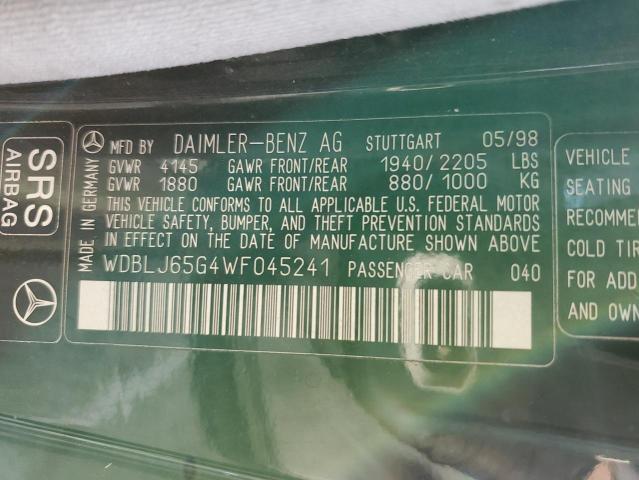 SRS
AIRBAG
MADE IN GERMANY
MFD BY DAIMLER-BENZ AG STUTTGART 05/98
GVWR 4145 GAWR FRONT/REAR 1940/2205 LBS
GVWR 1880 GAWR FRONT/REAR 880/1000 KG
THIS VEHICLE CONFORMS TO ALL APPLICABLE U.S. FEDERAL MOTOR
VEHICLE SAFETY, BUMPER, AND THEFT PREVENTION STANDARDS
IN EFFECT ON THE DATE OF MANUFACTURE SHOWN ABOVE
WDBLJ65G4WF045241 PASSENGER CAR 040
VEHICLE
SEATING
RECOMME
COLD TI
FOR ADD
AND OWN